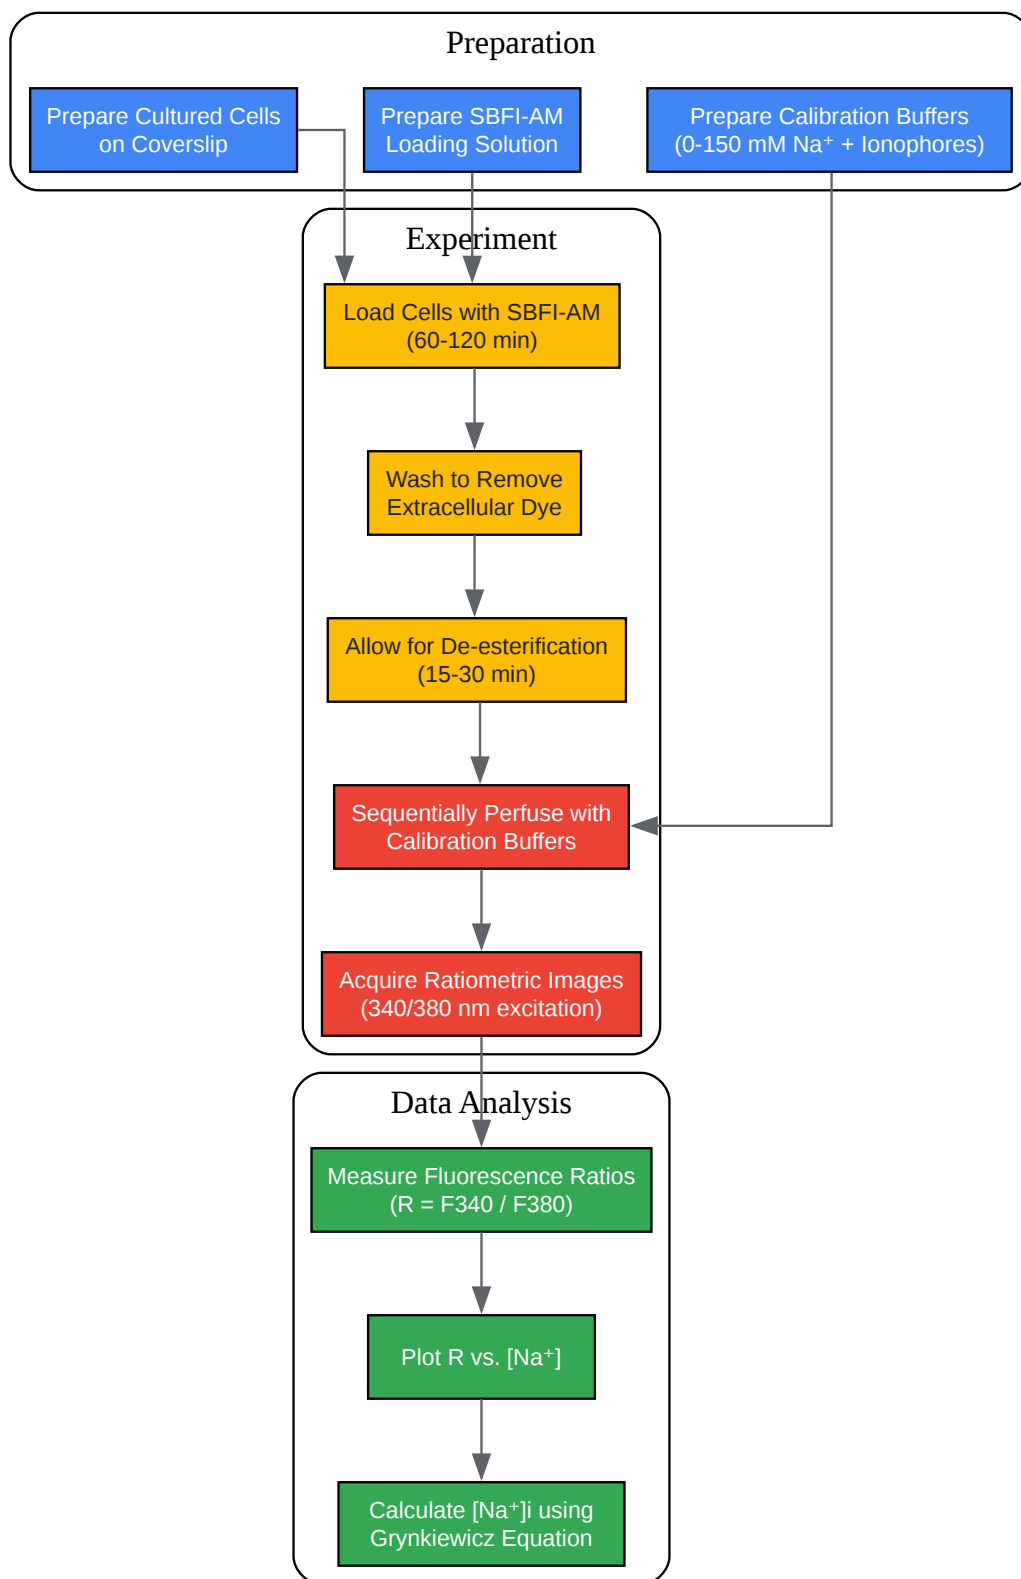 Preparation
Prepare Cultured Cells
on Coverslip
Prepare SBFI-AM
Loading Solution
Prepare Calibration Buffers
(0-150 mM Na⁺ + Ionophores)
Experiment
Load Cells with SBFI-AM
(60-120 min)
Wash to Remove
Extracellular Dye
Allow for De-esterification
(15-30 min)
Sequentially Perfuse with
Calibration Buffers
Acquire Ratiometric Images
(340/380 nm excitation)
Data Analysis
Measure Fluorescence Ratios
(R = F340 / F380)
Plot R vs. [Na⁺]
Calculate [Na⁺]i using
Grynkiewicz Equation